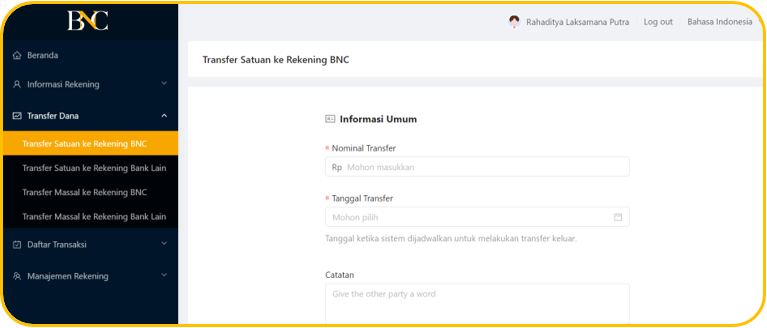 BNC
Rahaditya Laksamana Putra Log out Bahasa Indonesia
Beranda
Informasi Rekening
Transfer Dana
Transfer Satuan ke Rekening BNC
Transfer Satuan ke Rekening Bank Lain
Transfer Massal ke Rekening BNC
Transfer Massal ke Rekening Bank Lain
Daftar Transaksi
Manajemen Rekening
Transfer Satuan ke Rekening BNC
Informasi Umum
* Nominal Transfer
Rp Mohon masukkan
* Tanggal Transfer
Mohon pilih
Tanggal ketika sistem dijadwalkan untuk melakukan transfer keluar.
Catatan
Give the other party a word